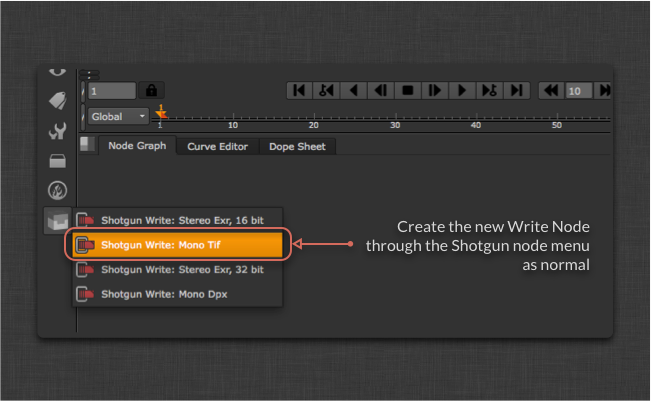 1
10
Global
1
1
10
20
30
40
50
Node Graph
Curve Editor
Dope Sheet
Shotgun Write: Stereo Exr, 16 bit
Shotgun Write: Mono Tif
Shotgun Write: Stereo Exr, 32 bit
Shotgun Write: Mono Dpx
Create the new Write Node
through the Shotgun node menu
as normal